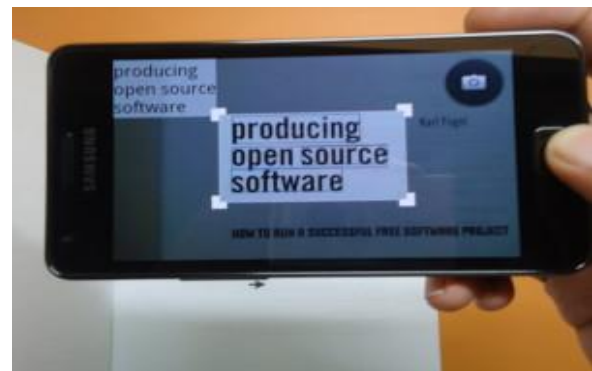 producing
open source
software
producing
open source
software
Karl Fogel
HOW TO RUN A SUCCESSFUL FREE SOFTWARE PROJECT
SAMSUNG